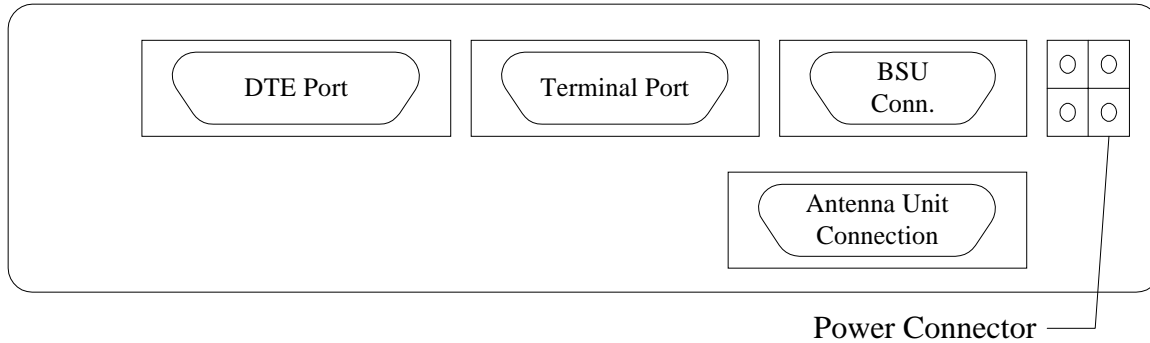 DTE Port
Terminal Port
BSU
Conn.
Antenna Unit
Connection
Power Connector